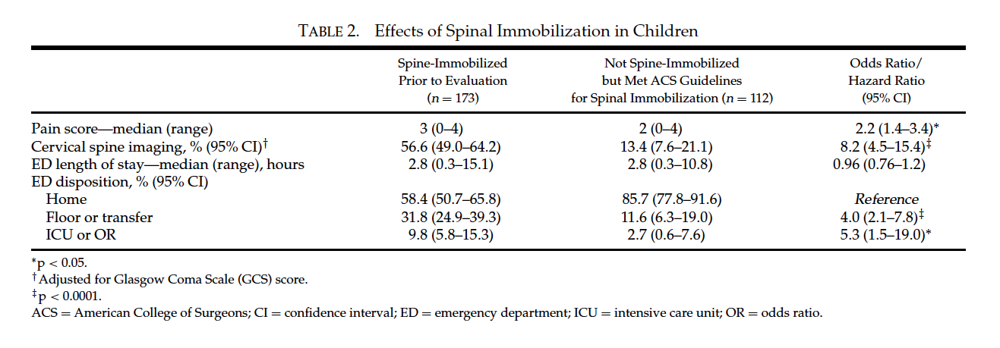 TABLE 2. Effects of Spinal Immobilization in Children
Spine-Immobilized Prior to Evaluation (n = 173) Not Spine-Immobilized but Met ACS Guidelines for Spinal Immobilization (n = 112) Odds Ratio/ Hazard Ratio (95% CI)
Pain score—median (range) 3 (0–4) 2 (0–4) 2.2 (1.4–3.4)*
Cervical spine imaging, % (95% CI)† 56.6 (49.0–64.2) 13.4 (7.6–21.1) 8.2 (4.5–15.4)‡
ED length of stay—median (range), hours 2.8 (0.3–15.1) 2.8 (0.3–10.8) 0.96 (0.76–1.2)
ED disposition, % (95% CI)
Home 58.4 (50.7–65.8) 85.7 (77.8–91.6) Reference
Floor or transfer 31.8 (24.9–39.3) 11.6 (6.3–19.0) 4.0 (2.1–7.8)‡
ICU or OR 9.8 (5.8–15.3) 2.7 (0.6–7.6) 5.3 (1.5–19.0)*
*p < 0.05.
†Adjusted for Glasgow Coma Scale (GCS) score.
‡p < 0.0001.
ACS = American College of Surgeons; CI = confidence interval; ED = emergency department; ICU = intensive care unit; OR = odds ratio.